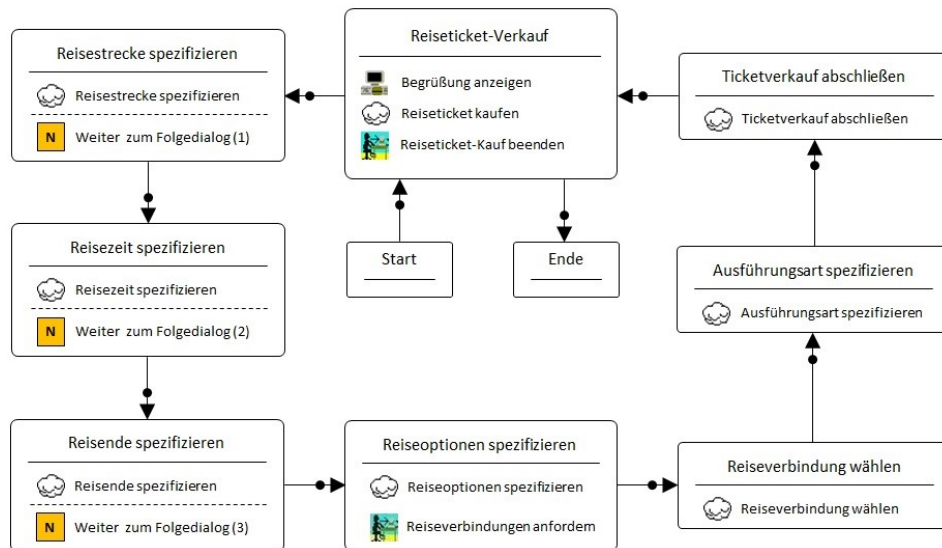 Reiseticket-Verkauf
Begrüßung anzeigen
Reiseticket kaufen
Reiseticket-Kauf beenden
Start
Ende
Reisestrecke spezifizieren
Reisestrecke spezifizieren
N Weiter zum Folgedialog (1)
Reisezeit spezifizieren
Reisezeit spezifizieren
N Weiter zum Folgedialog (2)
Reisende spezifizieren
Reisende spezifizieren
N Weiter zum Folgedialog (3)
Reiseoptionen spezifizieren
Reiseoptionen spezifizieren
Reiseverbindungen anfordern
Reiseverbindung wählen
Reiseverbindung wählen
Ausführungsart spezifizieren
Ausführungsart spezifizieren
Ticketverkauf abschließen
Ticketverkauf abschließen